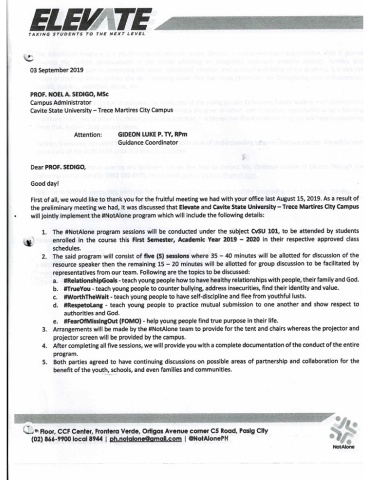 ELEVATE
TAKING STUDENTS TO THE NEXT LEVEL
03 September 2019
PROF. NOEL A. SEDIGO, MSc
Campus Administrator
Cavite State University – Trece Martires City Campus
Attention: GIDEON LUKE P. TY, RPm
Guidance Coordinator
Dear PROF. SEDIGO,
Good day!
First of all, we would like to thank you for the fruitful meeting we had with your office last August 15, 2019. As a result of
the preliminary meeting we had, it was discussed that Elevate and Cavite State University – Trece Martires City Campus
will jointly implement the #NotAlone program which will include the following details:
1. The #NotAlone program sessions will be conducted under the subject CvSU 101, to be attended by students
enrolled in the course this First Semester, Academic Year 2019 – 2020 in their respective approved class
schedules.
2. The said program will consist of five (5) sessions where 35 – 40 minutes will be allotted for discussion of the
resource speaker then the remaining 15 – 20 minutes will be allotted for group discussion to be facilitated by
representatives from our team. Following are the topics to be discussed:
a. #RelationshipGoals - teach young people how to have healthy relationships with people, their family and God.
b. #TrueYou - teach young people to counter bullying, address insecurities, find their identity and value.
c. #WorthTheWait - teach young people to have self-discipline and flee from youthful lusts.
d. #RespetoLang - teach young people to practice mutual submission to one another and show respect to
authorities and God.
e. #FearOfMissingOut (FOMO) - help young people find true purpose in their life.
3. Arrangements will be made by the #NotAlone team to provide for the tent and chairs whereas the projector and
projector screen will be provided by the campus.
4. After completing all five sessions, we will provide you with a complete documentation of the conduct of the entire
program.
5. Both parties agreed to have continuing discussions on possible areas of partnership and collaboration for the
benefit of the youth, schools, and even families and communities.
Floor, CCF Center, Frontera Verde, Ortigas Avenue corner C5 Road, Pasig City
(02) 866-9900 local 8944 | ph.notalone@gmail.com | @NotAlonePH
NotAlone